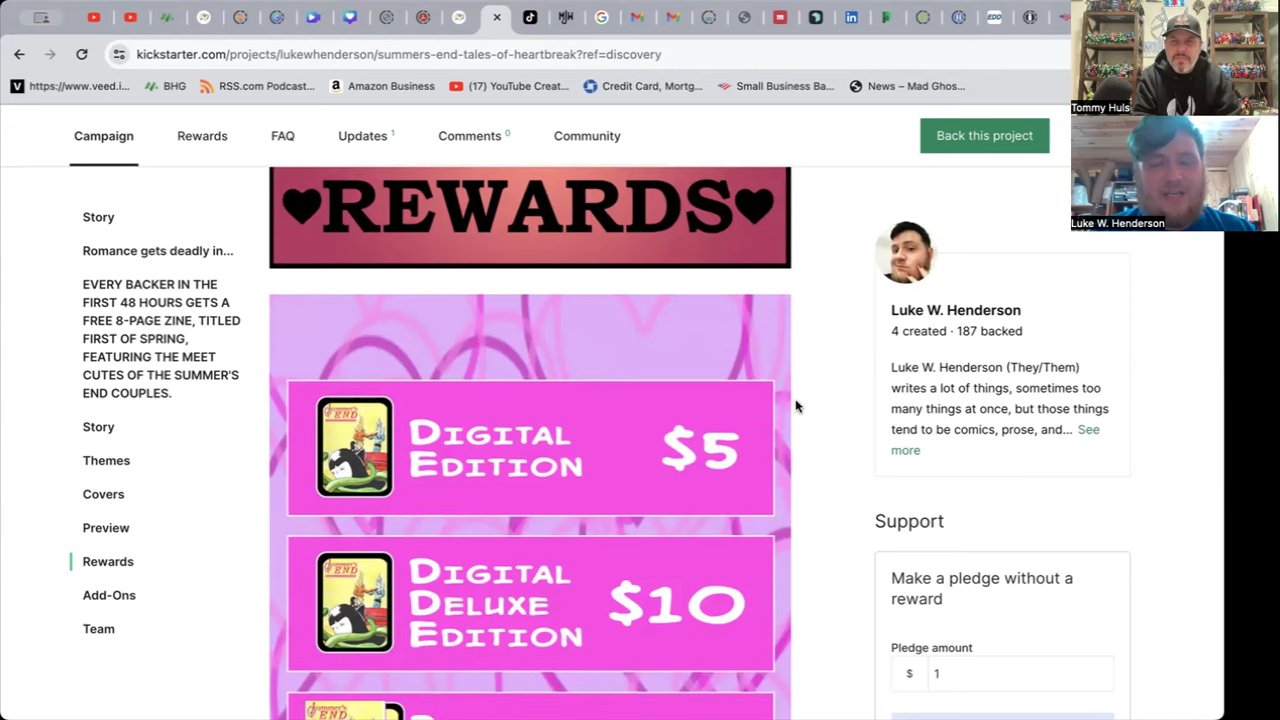 kickstarter.com/projects/lukewhenderson/summers-end-tales-of-heartbreak?ref=discovery
https://www.veed.i...
BHG
RSS.com Podcast...
Amazon Business
(17) YouTube Creat...
Credit Card, Mortg...
Small Business Ba...
News – Mad Ghos...
Tommy Huls
Luke W. Henderson
Campaign
Rewards
FAQ
Updates 1
Comments 0
Community
Back this project
Story
Romance gets deadly in...
EVERY BACKER IN THE
FIRST 48 HOURS GETS A
FREE 8-PAGE ZINE, TITLED
FIRST OF SPRING,
FEATURING THE MEET
CUTES OF THE SUMMER'S
END COUPLES.
Story
Themes
Covers
Preview
Rewards
Add-Ons
Team
♥REWARDS♥
DIGITAL
EDITION
$5
DIGITAL
DELUXE
EDITION
$10
Luke W. Henderson
4 created · 187 backed
Luke W. Henderson (They/Them)
writes a lot of things, sometimes too
many things at once, but those things
tend to be comics, prose, and... See
more
Support
Make a pledge without a
reward
Pledge amount
$ 1